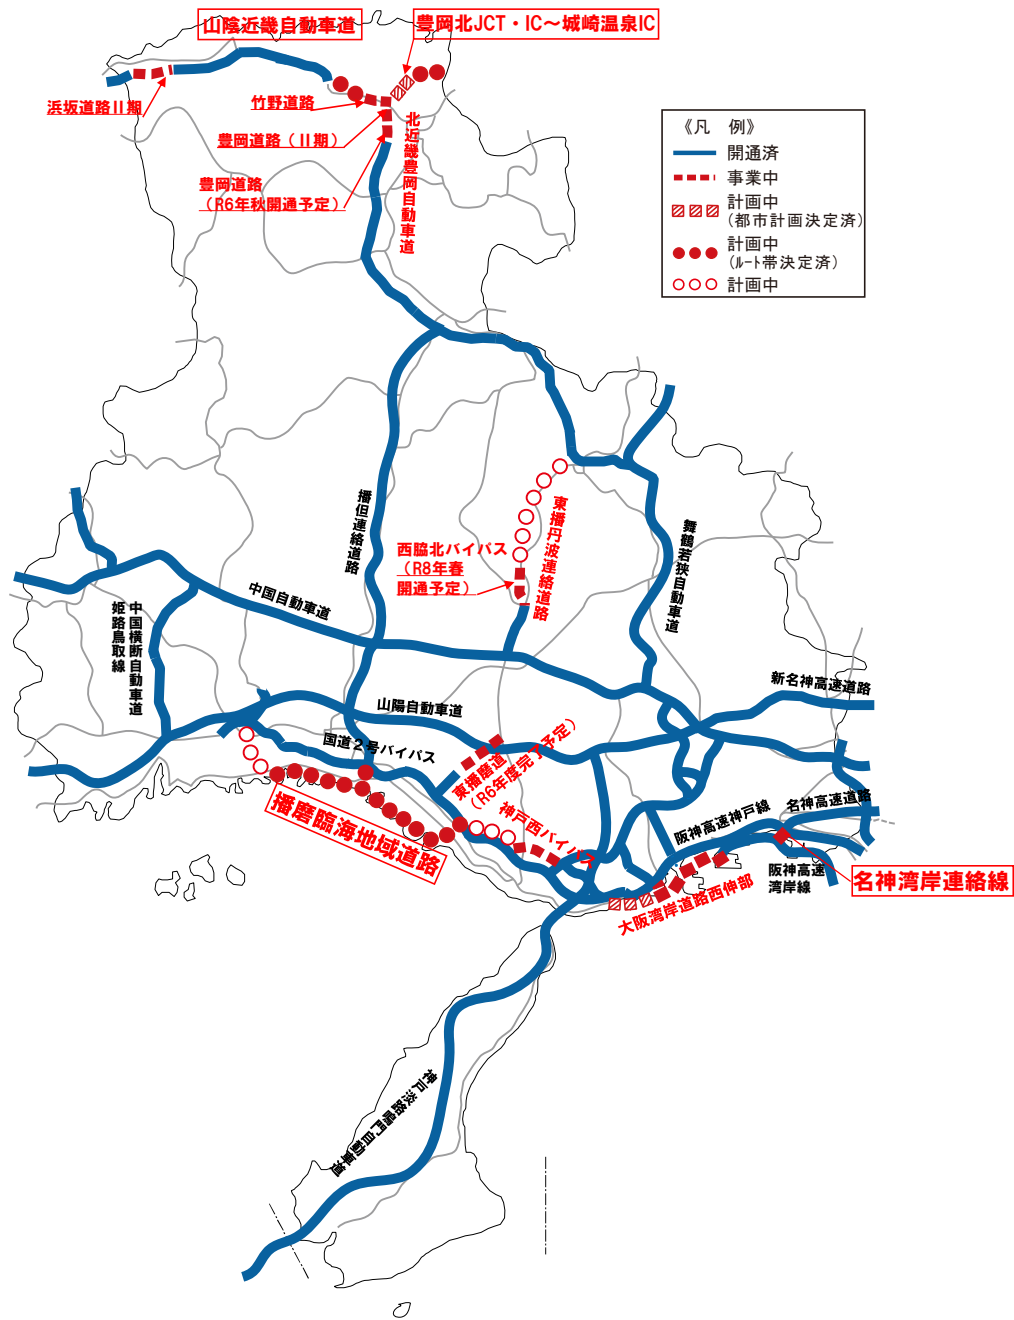 山陰近畿自動車道
豊岡北JCT・IC～城崎温泉IC
浜坂道路Ⅱ期
竹野道路
豊岡道路（Ⅱ期）
豊岡道路
（R6年秋開通予定）
北近畿豊岡自動車道
《凡　例》
開通済
事業中
計画中
（都市計画決定済）
計画中
（ﾙｰﾄ帯決定済）
計画中
播但連絡道路
東播丹波連絡道路
西脇北バイパス
（R8年春
開通予定）
舞鶴若狭自動車道
中国自動車道
中国横断自動車道
姫路鳥取線
山陽自動車道
新名神高速道路
国道２号バイパス
東播磨道
（R6年度完了予定）
神戸西バイパス
播磨臨海地域道路
阪神高速神戸線
名神高速道路
阪神高速
湾岸線
名神湾岸連絡線
大阪湾岸道路西伸部
神戸淡路鳴門自動車道